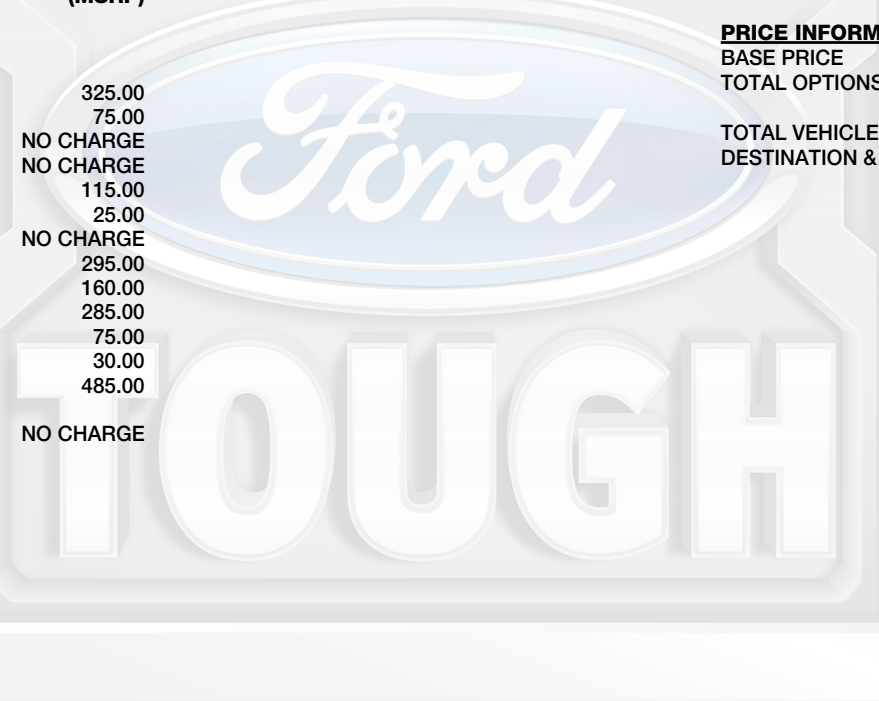 (MSRP)
325.00
75.00
NO CHARGE
NO CHARGE
115.00
25.00
NO CHARGE
295.00
160.00
285.00
75.00
30.00
485.00
NO CHARGE
PRICE INFORM
BASE PRICE
TOTAL OPTIONS
TOTAL VEHICLE
DESTINATION &
Ford
TOUGH